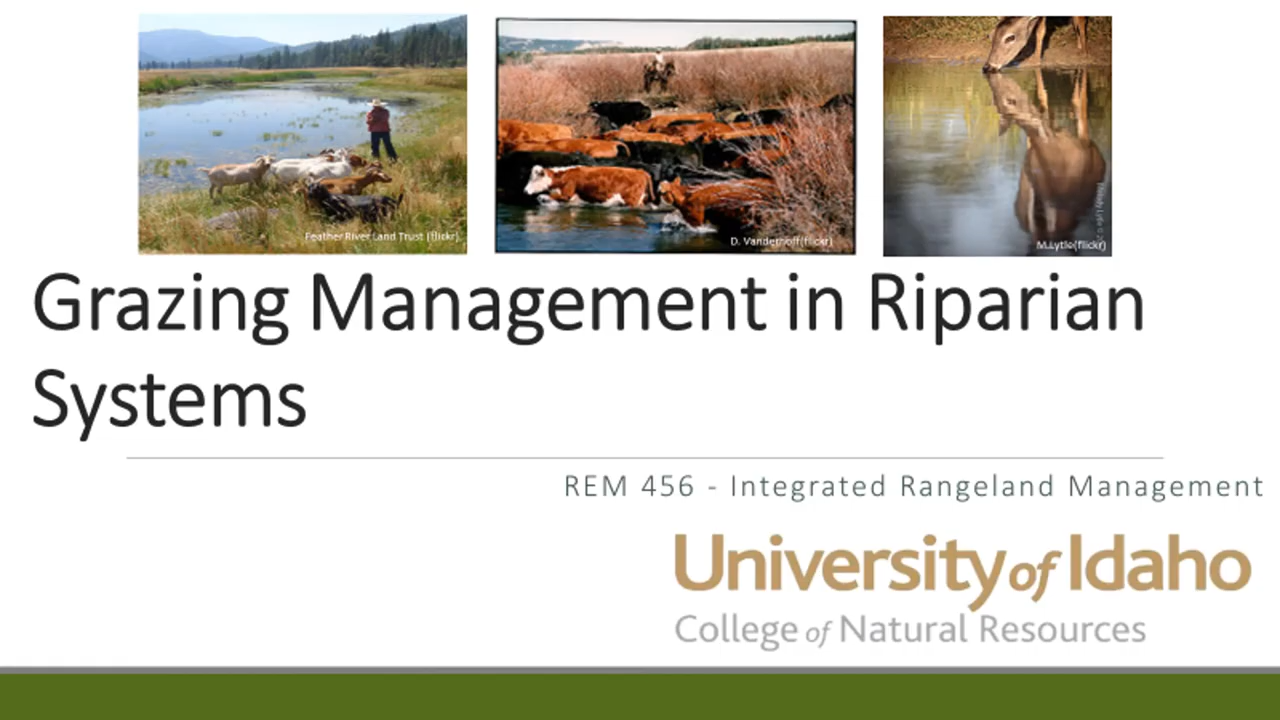 Feather River Land Trust (flickr)
D. Vanderhoff(flickr)
M.Lytle(flickr)
Grazing Management in Riparian
Systems
REM 456 - Integrated Rangeland Management
University of Idaho
College of Natural Resources